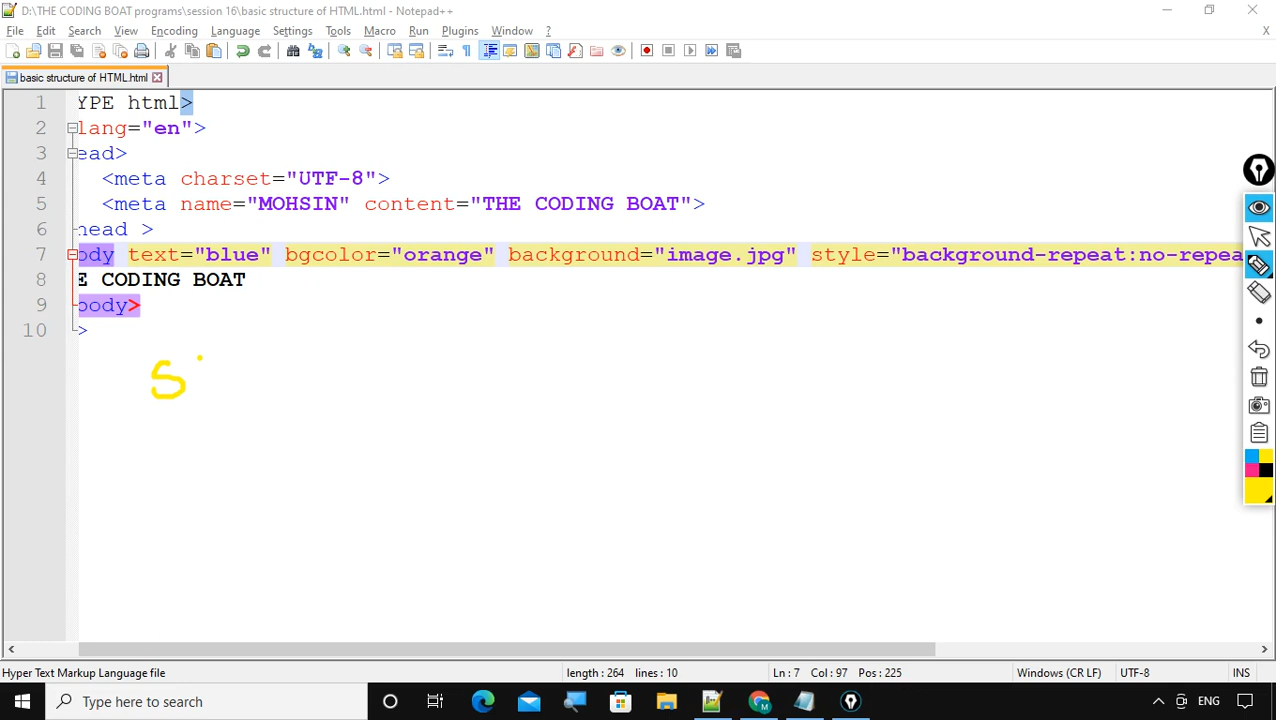 D:\THE CODING BOAT programs\session 16\basic structure of HTML.html - Notepad++
File Edit Search View Encoding Language Settings Tools Macro Run Plugins Window ? X
basic structure of HTML.html
1 YPE html>
2 lang="en">
3 ead>
4 <meta charset="UTF-8">
5 <meta name="MOHSIN" content="THE CODING BOAT">
6 head >
7 ody text="blue" bgcolor="orange" background="image.jpg" style="background-repeat:no-repea
8 E CODING BOAT
9 body>
10 >
S
Hyper Text Markup Language file length : 264 lines : 10 Ln : 7 Col : 97 Pos : 225 Windows (CR LF) UTF-8 INS
Type here to search ENG